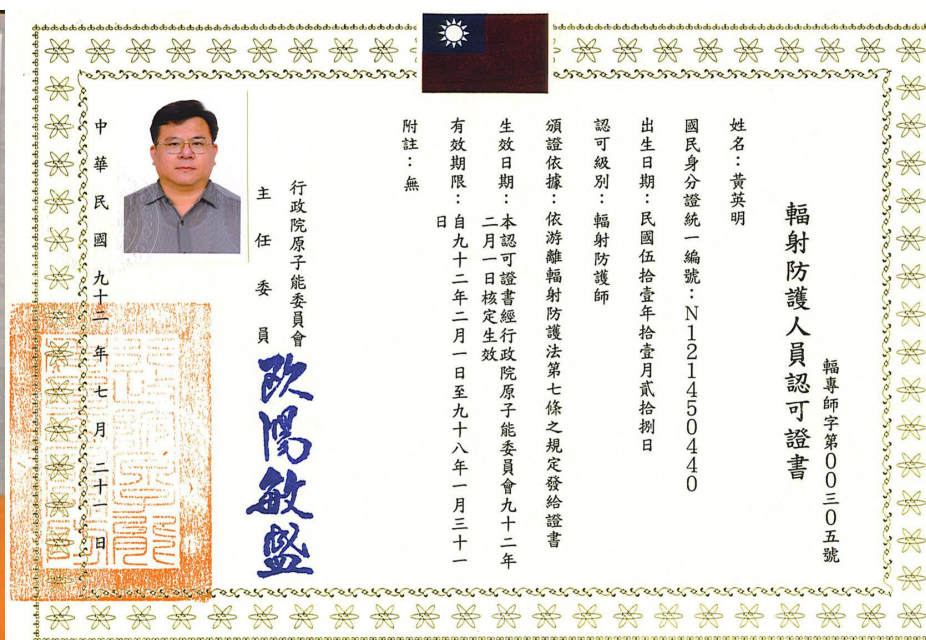 輻專師字第００三０五號
輻射防護人員認可證書
姓名：黃英明
國民身分證統一編號：N121450440
出生日期：民國伍拾壹年拾壹月貳拾捌日
認可級別：輻射防護師
頒證依據：依游離輻射防護法第七條之規定發給證書
生效日期：本認可證書經行政院原子能委員會九十二年
二月一日核定生效
有效期限：自九十二年二月一日至九十八年一月三十一
日
附註：無
行政院原子能委員會
主任委員
歐陽敏盛
中華民國九十二年七月二十一日